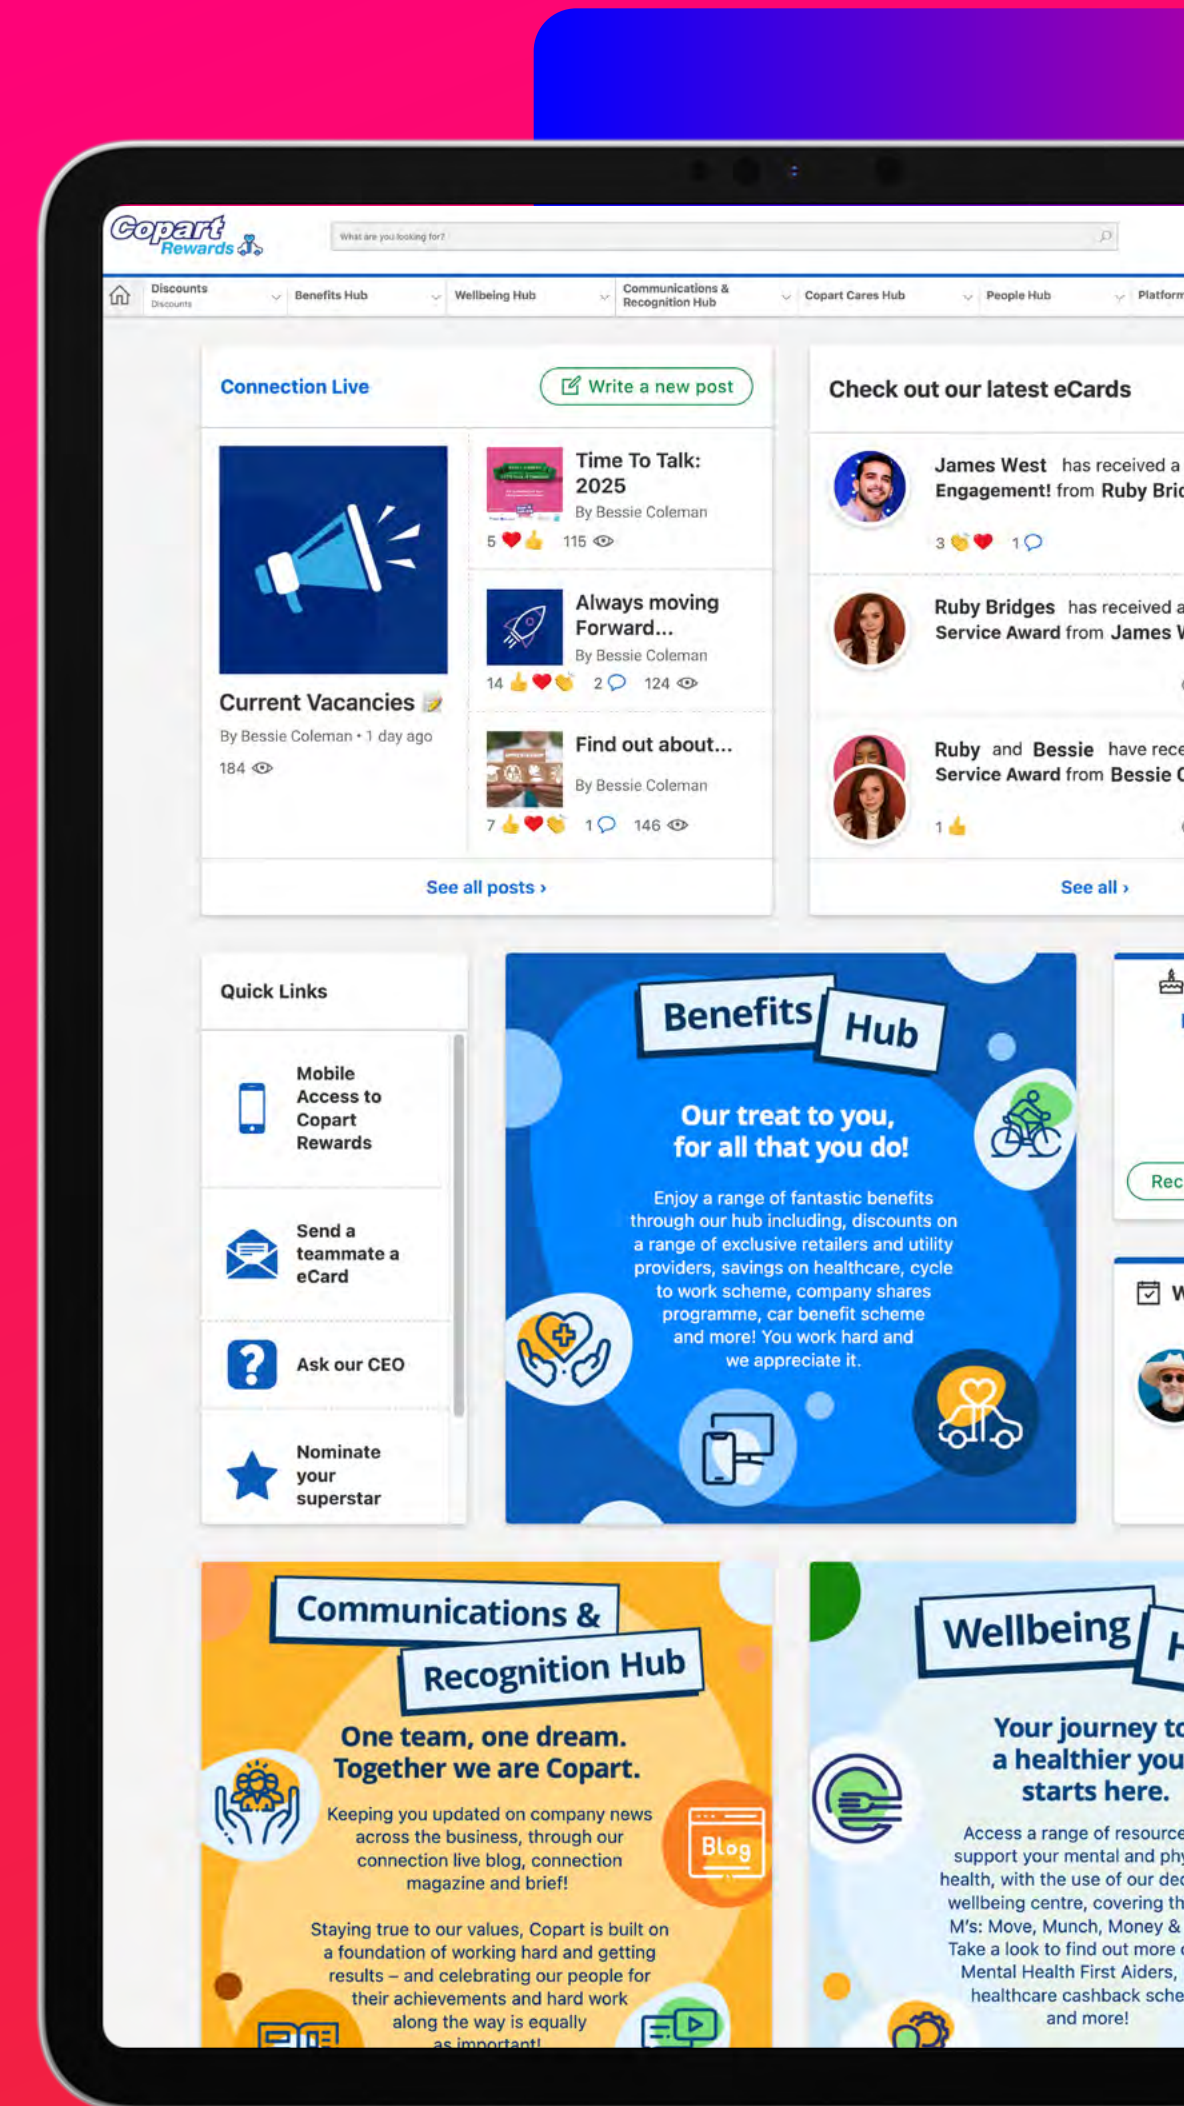 Copart
Rewards
What are you looking for?
Discounts
Discounts
Benefits Hub
Wellbeing Hub
Communications &
Recognition Hub
Copart Cares Hub
People Hub
Platform
Connection Live
Write a new post
Current Vacancies
By Bessie Coleman • 1 day ago
184
Time To Talk:
2025
By Bessie Coleman
5 115
Always moving
Forward...
By Bessie Coleman
14 2 124
Find out about...
By Bessie Coleman
7 1 146
See all posts ›
Check out our latest eCards
James West has received a
Engagement! from Ruby Bri
3 1
Ruby Bridges has received a
Service Award from James
Ruby and Bessie have rece
Service Award from Bessie
1
See all ›
Quick Links
Mobile
Access to
Copart
Rewards
Send a
teammate a
eCard
?
Ask our CEO
Nominate
your
superstar
Benefits
Hub
Our treat to you,
for all that you do!
Enjoy a range of fantastic benefits
through our hub including, discounts on
a range of exclusive retailers and utility
providers, savings on healthcare, cycle
to work scheme, company shares
programme, car benefit scheme
and more! You work hard and
we appreciate it.
Rec
W
Communications &
Recognition Hub
One team, one dream.
Together we are Copart.
Keeping you updated on company news
across the business, through our
connection live blog, connection
magazine and brief!
Blog
Staying true to our values, Copart is built on
a foundation of working hard and getting
results – and celebrating our people for
their achievements and hard work
along the way is equally
as important!
Wellbeing
H
Your journey to
a healthier you
starts here.
Access a range of resource
support your mental and phy
health, with the use of our dec
wellbeing centre, covering th
M's: Move, Munch, Money &
Take a look to find out more
Mental Health First Aiders,
healthcare cashback sche
and more!